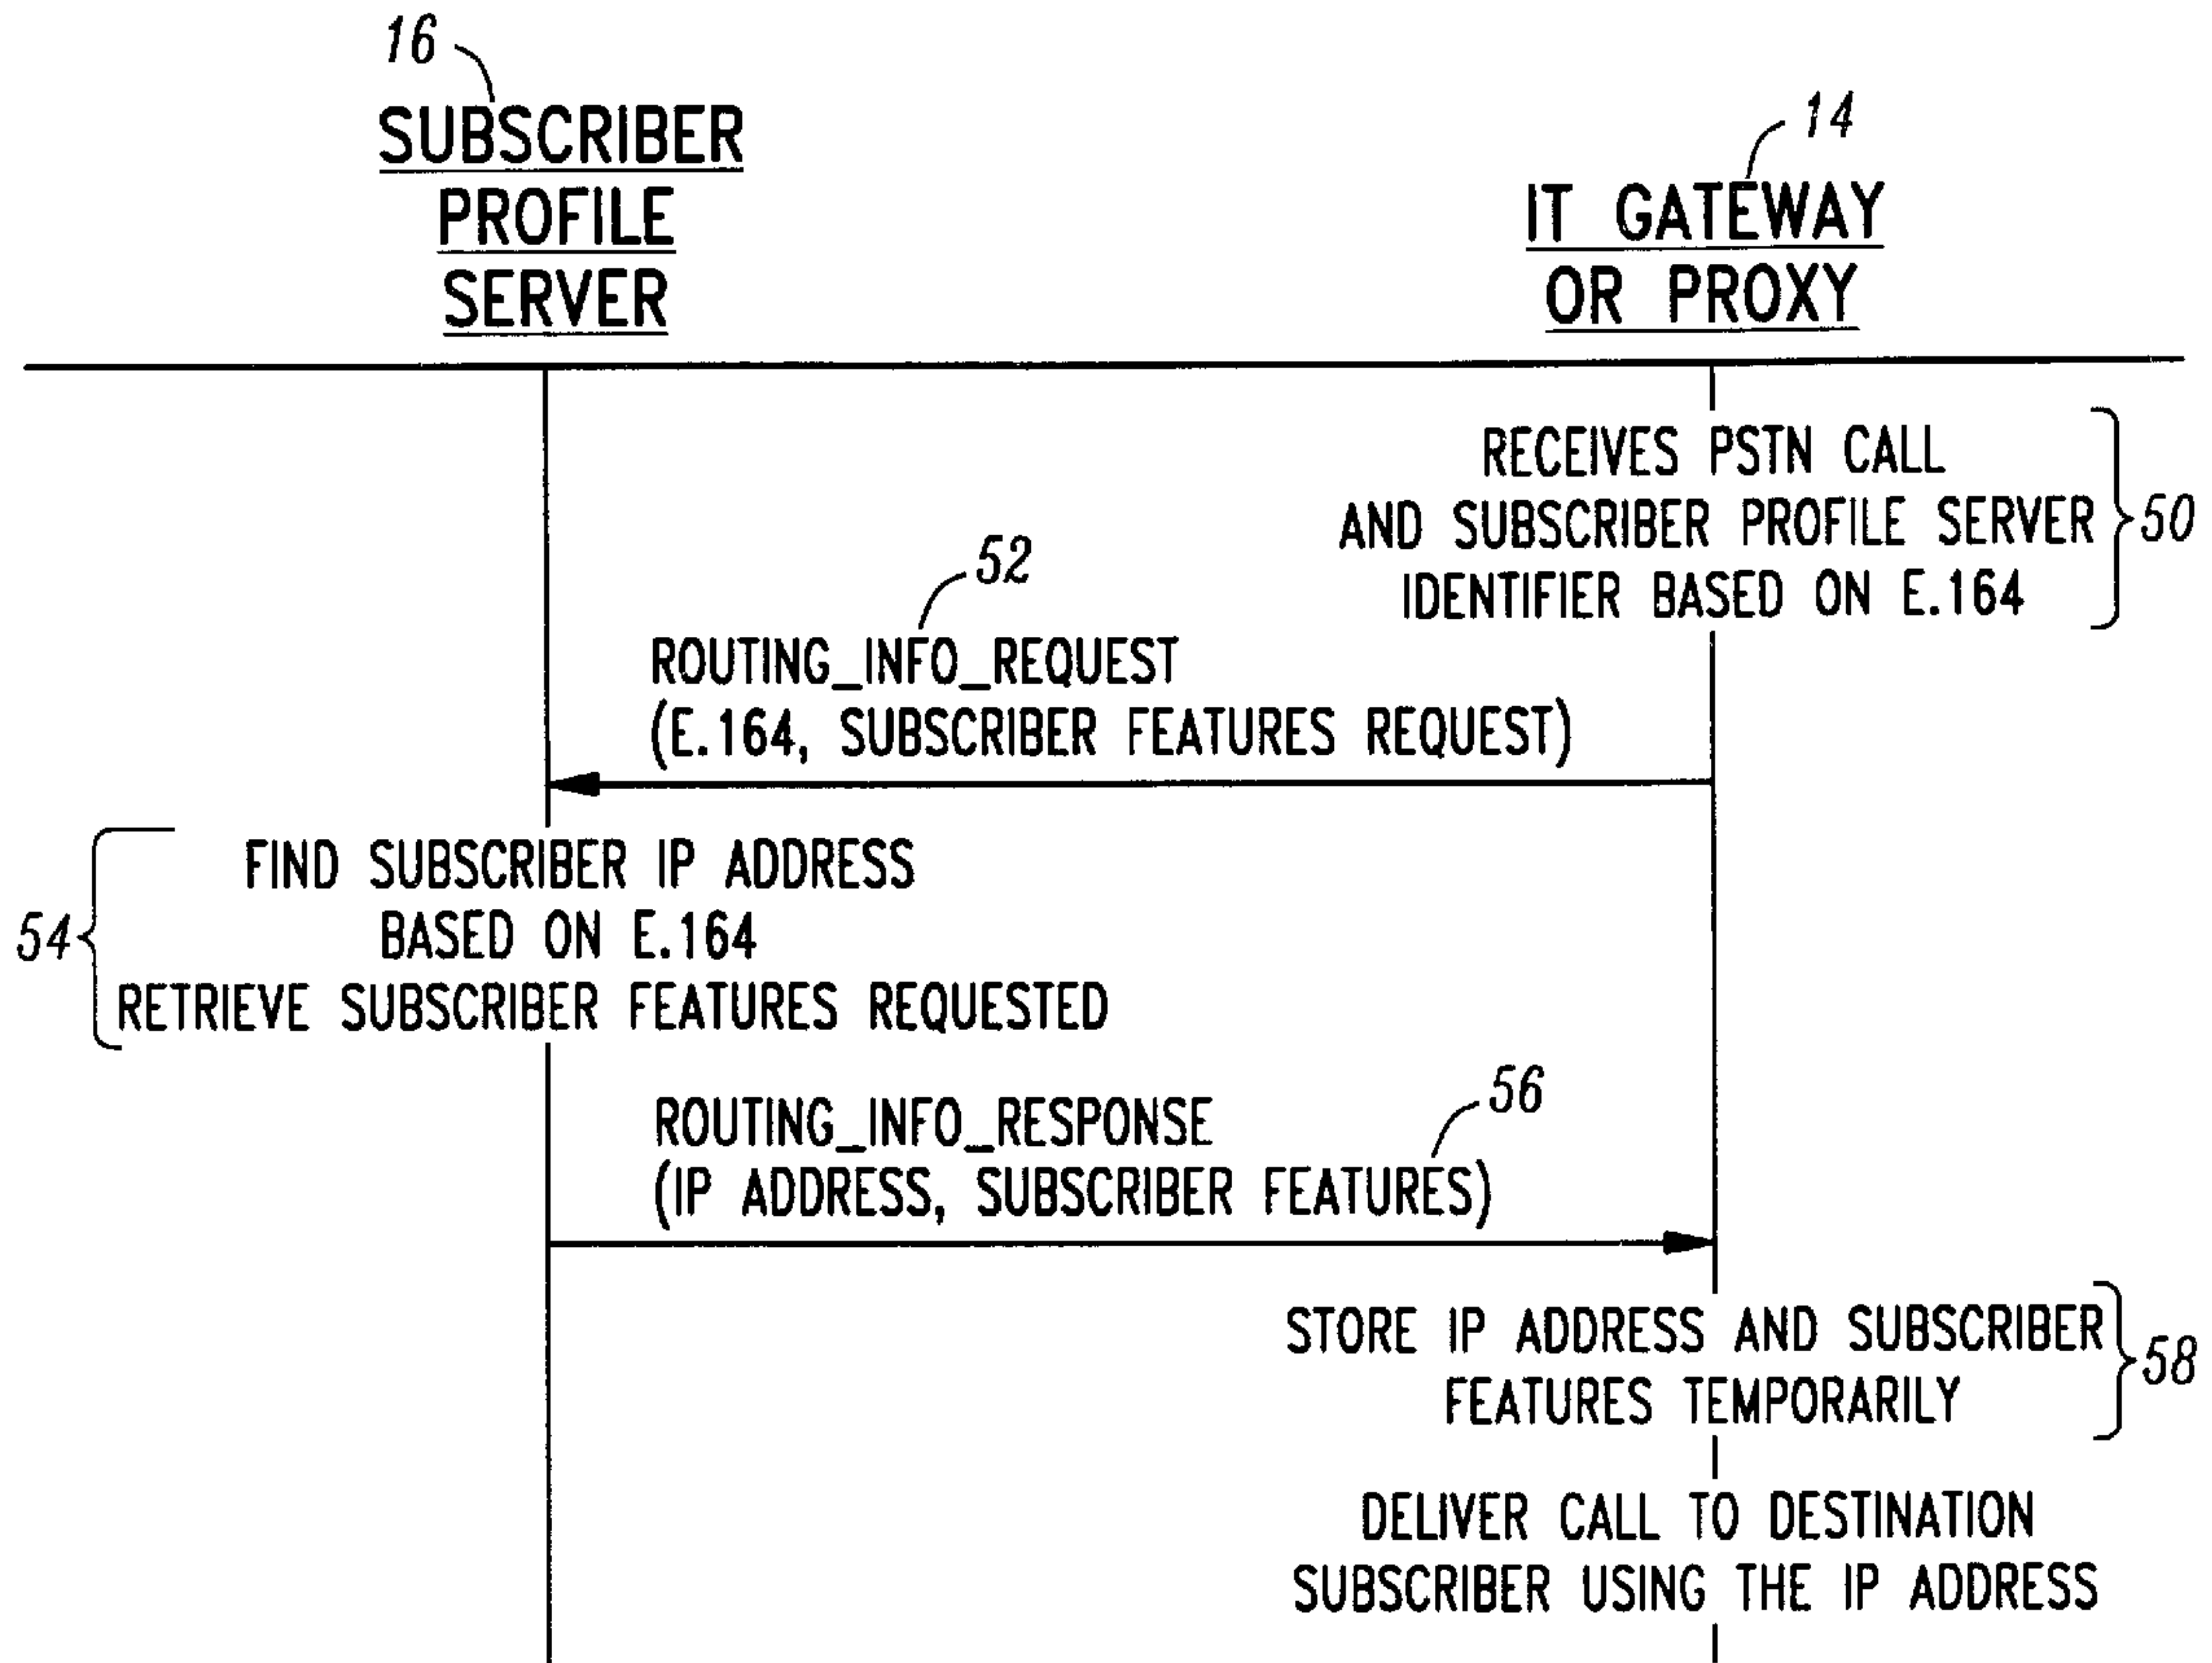 16
SUBSCRIBER
PROFILE
SERVER
14
IT GATEWAY
OR PROXY
RECEIVES PSTN CALL
AND SUBSCRIBER PROFILE SERVER
IDENTIFIER BASED ON E.164
50
52
ROUTING_INFO_REQUEST
(E.164, SUBSCRIBER FEATURES REQUEST)
54
FIND SUBSCRIBER IP ADDRESS
BASED ON E.164
RETRIEVE SUBSCRIBER FEATURES REQUESTED
56
ROUTING_INFO_RESPONSE
(IP ADDRESS, SUBSCRIBER FEATURES)
STORE IP ADDRESS AND SUBSCRIBER
FEATURES TEMPORARILY
58
DELIVER CALL TO DESTINATION
SUBSCRIBER USING THE IP ADDRESS